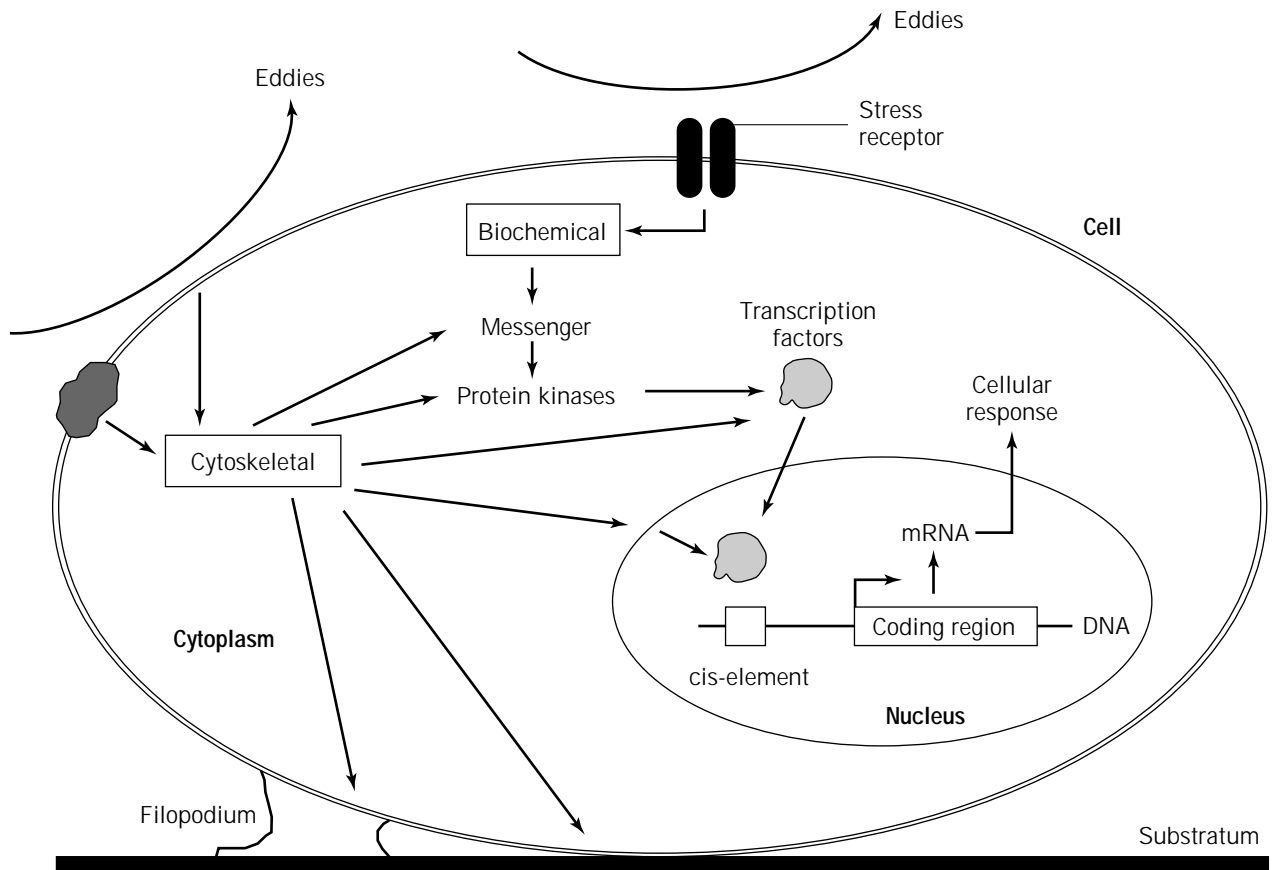 Eddies
Eddies
Stress
receptor
Cell
Biochemical
Transcription
factors
Messenger
Protein kinases
Cellular
response
Cytoskeletal
mRNA
Coding region
DNA
Cytoplasm
cis-element
Nucleus
Filopodium
Substratum